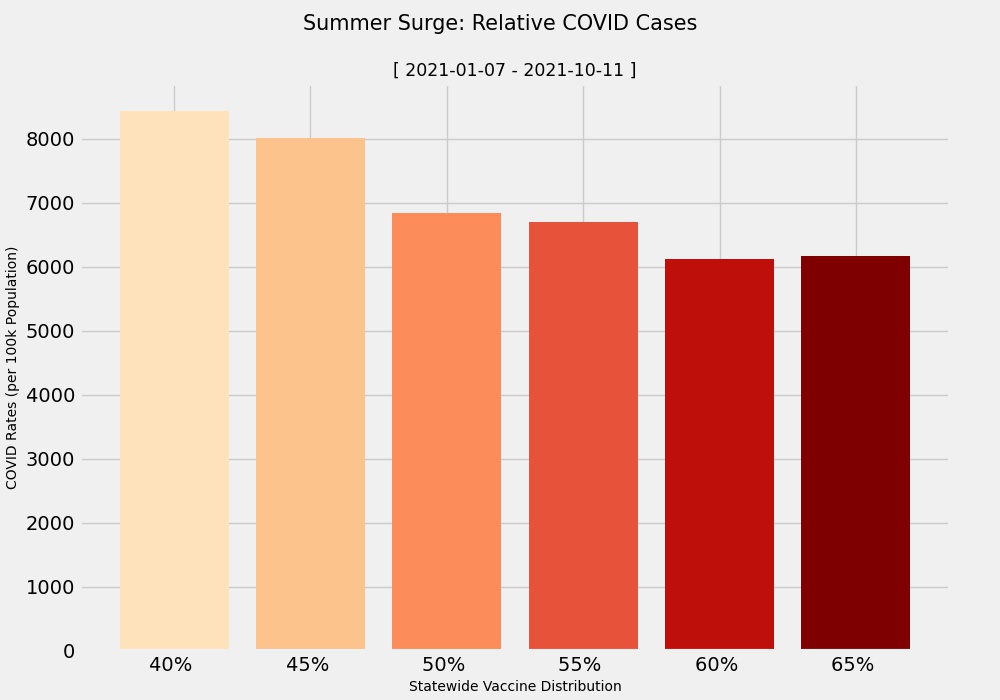 Summer Surge: Relative COVID Cases
[ 2021-01-07 - 2021-10-11 ]
COVID Rates (per 100k Population)
8000
7000
6000
5000
4000
3000
2000
1000
0
40% 45% 50% 55% 60% 65%
Statewide Vaccine Distribution